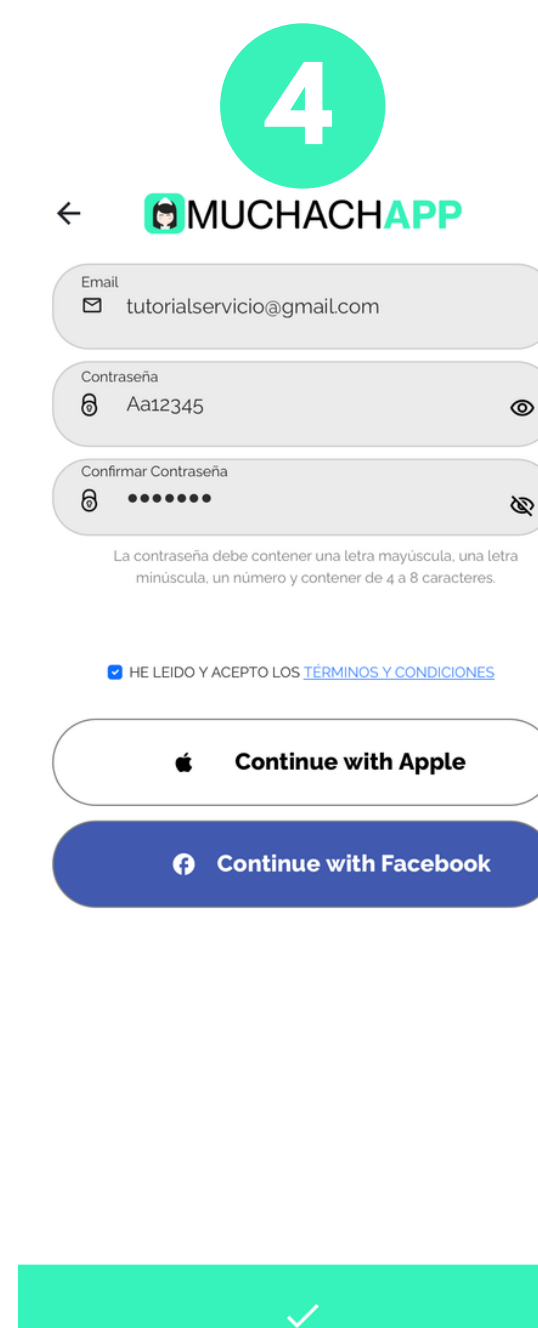 4
MUCHACHAPP
Email
tutorialservicio@gmail.com
Contraseña
Aa12345
Confirmar Contraseña
•••••••
La contraseña debe contener una letra mayúscula, una letra
minúscula, un número y contener de 4 a 8 caracteres.
HE LEIDO Y ACEPTO LOS TÉRMINOS Y CONDICIONES
Continue with Apple
Continue with Facebook